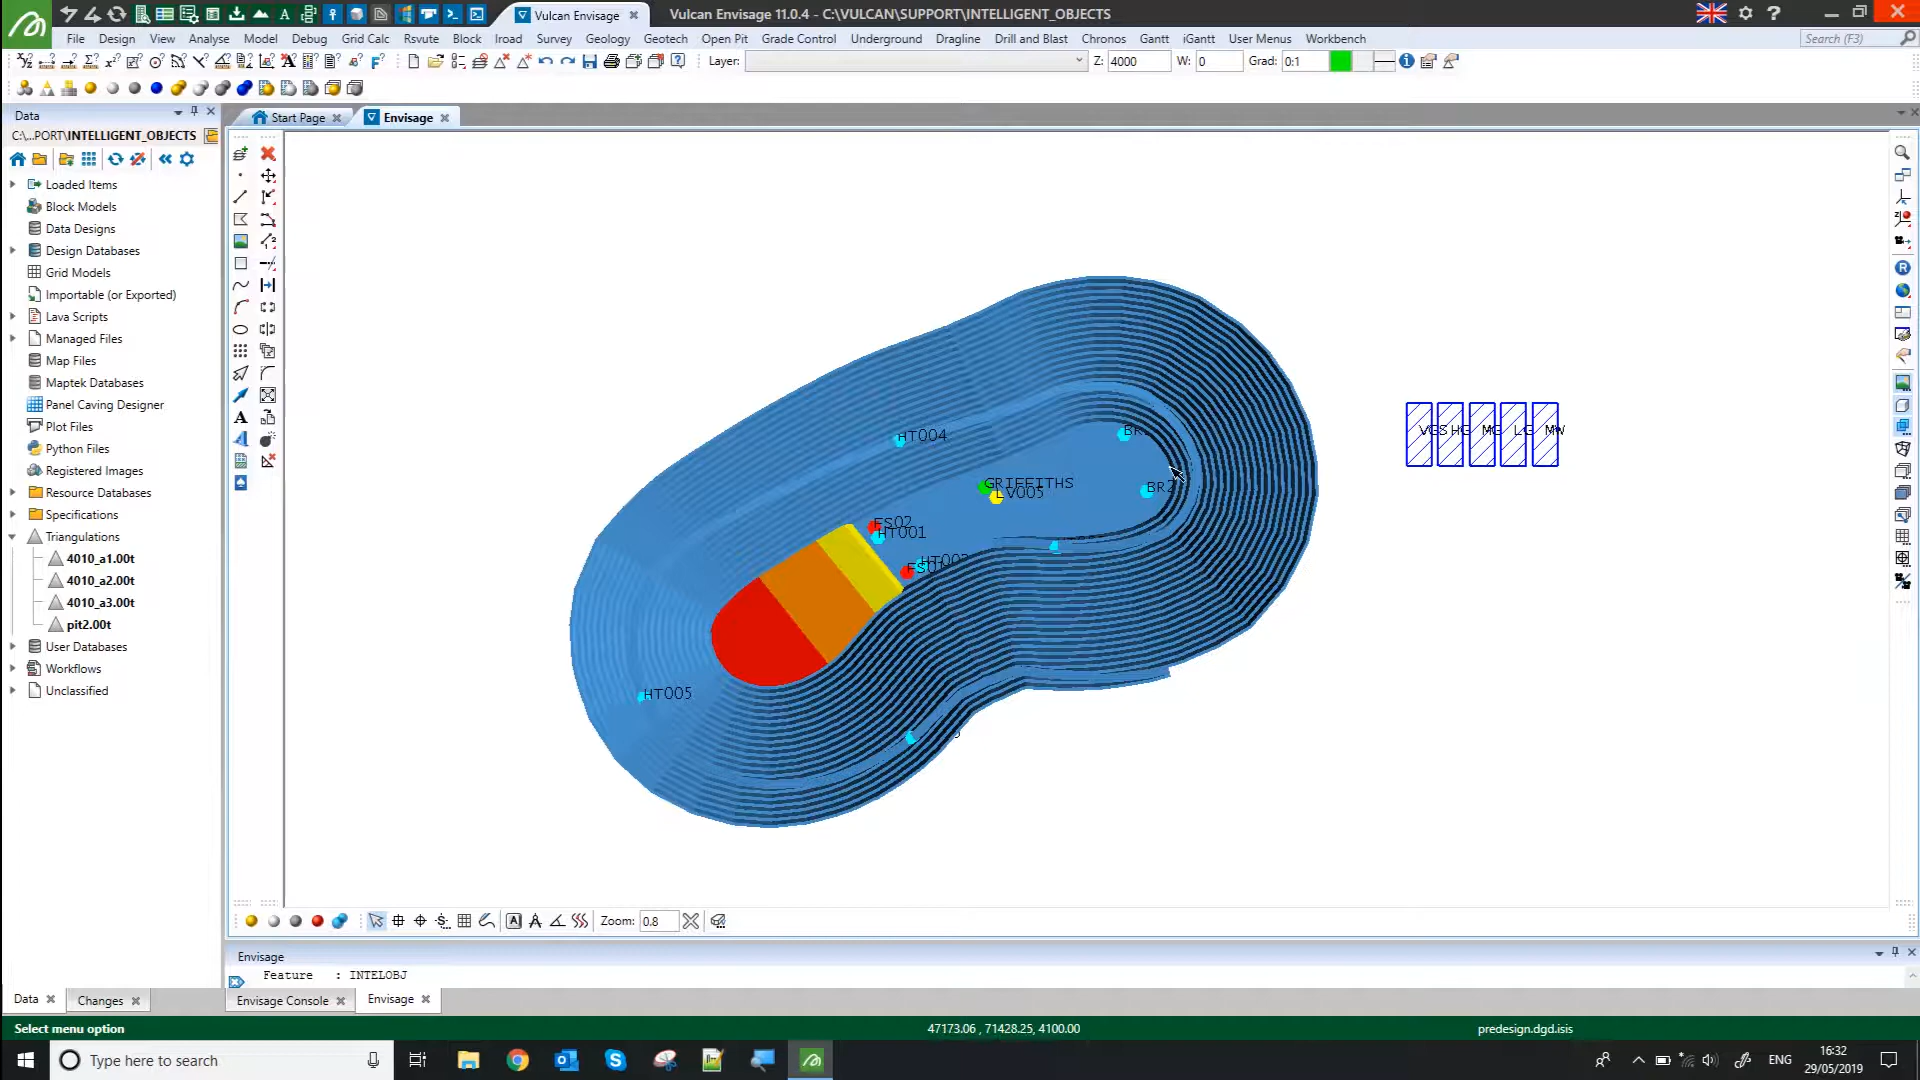 Vulcan Envisage
Vulcan Envisage 11.0.4 - C:\VULCAN\SUPPORT\INTELLIGENT_OBJECTS
File Design View Analyse Model Debug Grid Calc Rsvute Block Iroad Survey Geology Geotech Open Pit Grade Control Underground Dragline Drill and Blast Chronos Gantt iGantt User Menus Workbench
Search (F3)
Layer: Z: 4000 W: 0 Grad: 0:1
Data
Start Page
Envisage
C:\...PORT\INTELLIGENT_OBJECTS
Loaded Items
Block Models
Data Designs
Design Databases
Grid Models
Importable (or Exported)
Lava Scripts
Managed Files
Map Files
Maptek Databases
Panel Caving Designer
Plot Files
Python Files
Registered Images
Resource Databases
Specifications
Triangulations
4010_a1.00t
4010_a2.00t
4010_a3.00t
pit2.00t
User Databases
Workflows
Unclassified
HT004
VGS HG MG LG MW
GRIFFITHS
LV005
BR2
FS02
HT001
HT005
Zoom: 0.8
Envisage
Feature : INTELOBJ
Data Changes Envisage Console Envisage
Select menu option 47173.06 , 71428.25, 4100.00 predesign.dgd.isis
Type here to search
ENG
16:32
29/05/2019